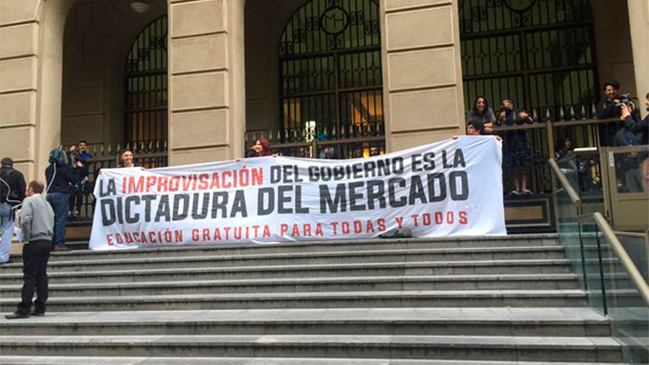 LA IMPROVISACIÓN DEL GOBIERNO ES LA
DICTADURA DEL MERCADO
EDUCACIÓN GRATUITA PARA TODAS Y TODOS